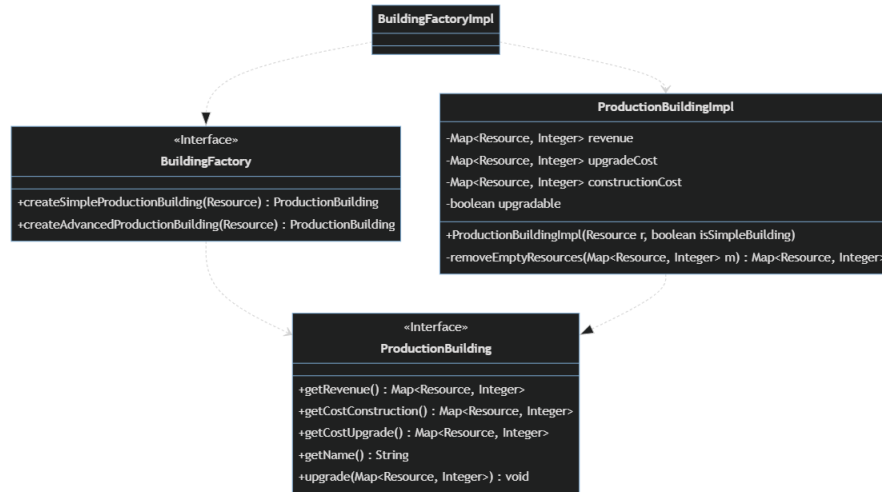 BuildingFactoryImpl
ProductionBuildingImpl
-Map<Resource, Integer> revenue
-Map<Resource, Integer> upgradeCost
-Map<Resource, Integer> constructionCost
-boolean upgradable
+ProductionBuildingImpl(Resource r, boolean isSimpleBuilding)
-removeEmptyResources(Map<Resource, Integer> m) : Map<Resource, Integer>
«Interface»
BuildingFactory
+createSimpleProductionBuilding(Resource) : ProductionBuilding
+createAdvancedProductionBuilding(Resource) : ProductionBuilding
«Interface»
ProductionBuilding
+getRevenue() : Map<Resource, Integer>
+getCostConstruction() : Map<Resource, Integer>
+getCostUpgrade() : Map<Resource, Integer>
+getName() : String
+upgrade(Map<Resource, Integer>) : void